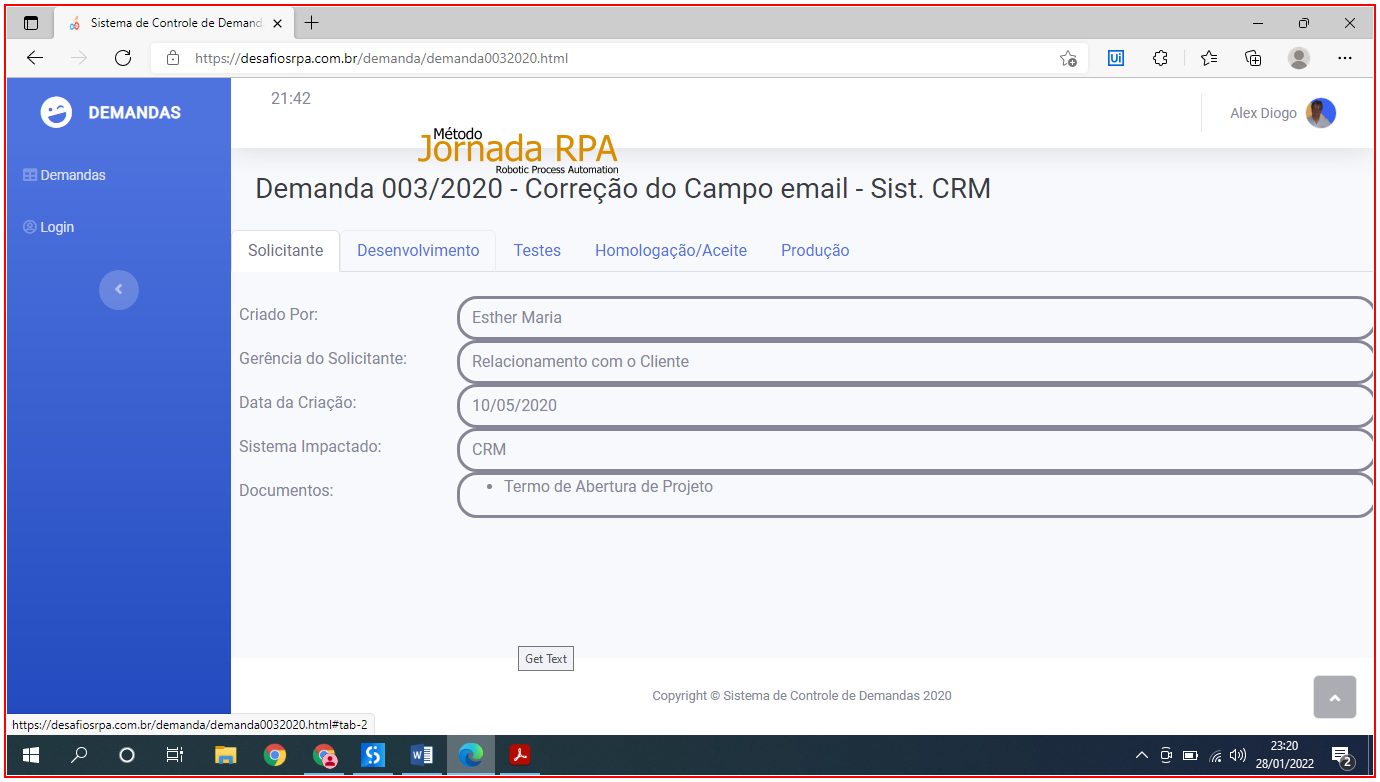 Sistema de Controle de Demand
https://desafiosrpa.com.br/demanda/demanda0032020.html
Ui
DEMANDAS
21:42
Alex Diogo
Método
Jornada RPA
Robotic Process Automation
Demandas
Demanda 003/2020 - Correção do Campo email - Sist. CRM
Login
Solicitante Desenvolvimento Testes Homologação/Aceite Produção
Criado Por: Esther Maria
Gerência do Solicitante: Relacionamento com o Cliente
Data da Criação: 10/05/2020
Sistema Impactado: CRM
Documentos: • Termo de Abertura de Projeto
Get Text
Copyright © Sistema de Controle de Demandas 2020
https://desafiosrpa.com.br/demanda/demanda0032020.html#tab-2
23:20
28/01/2022
2